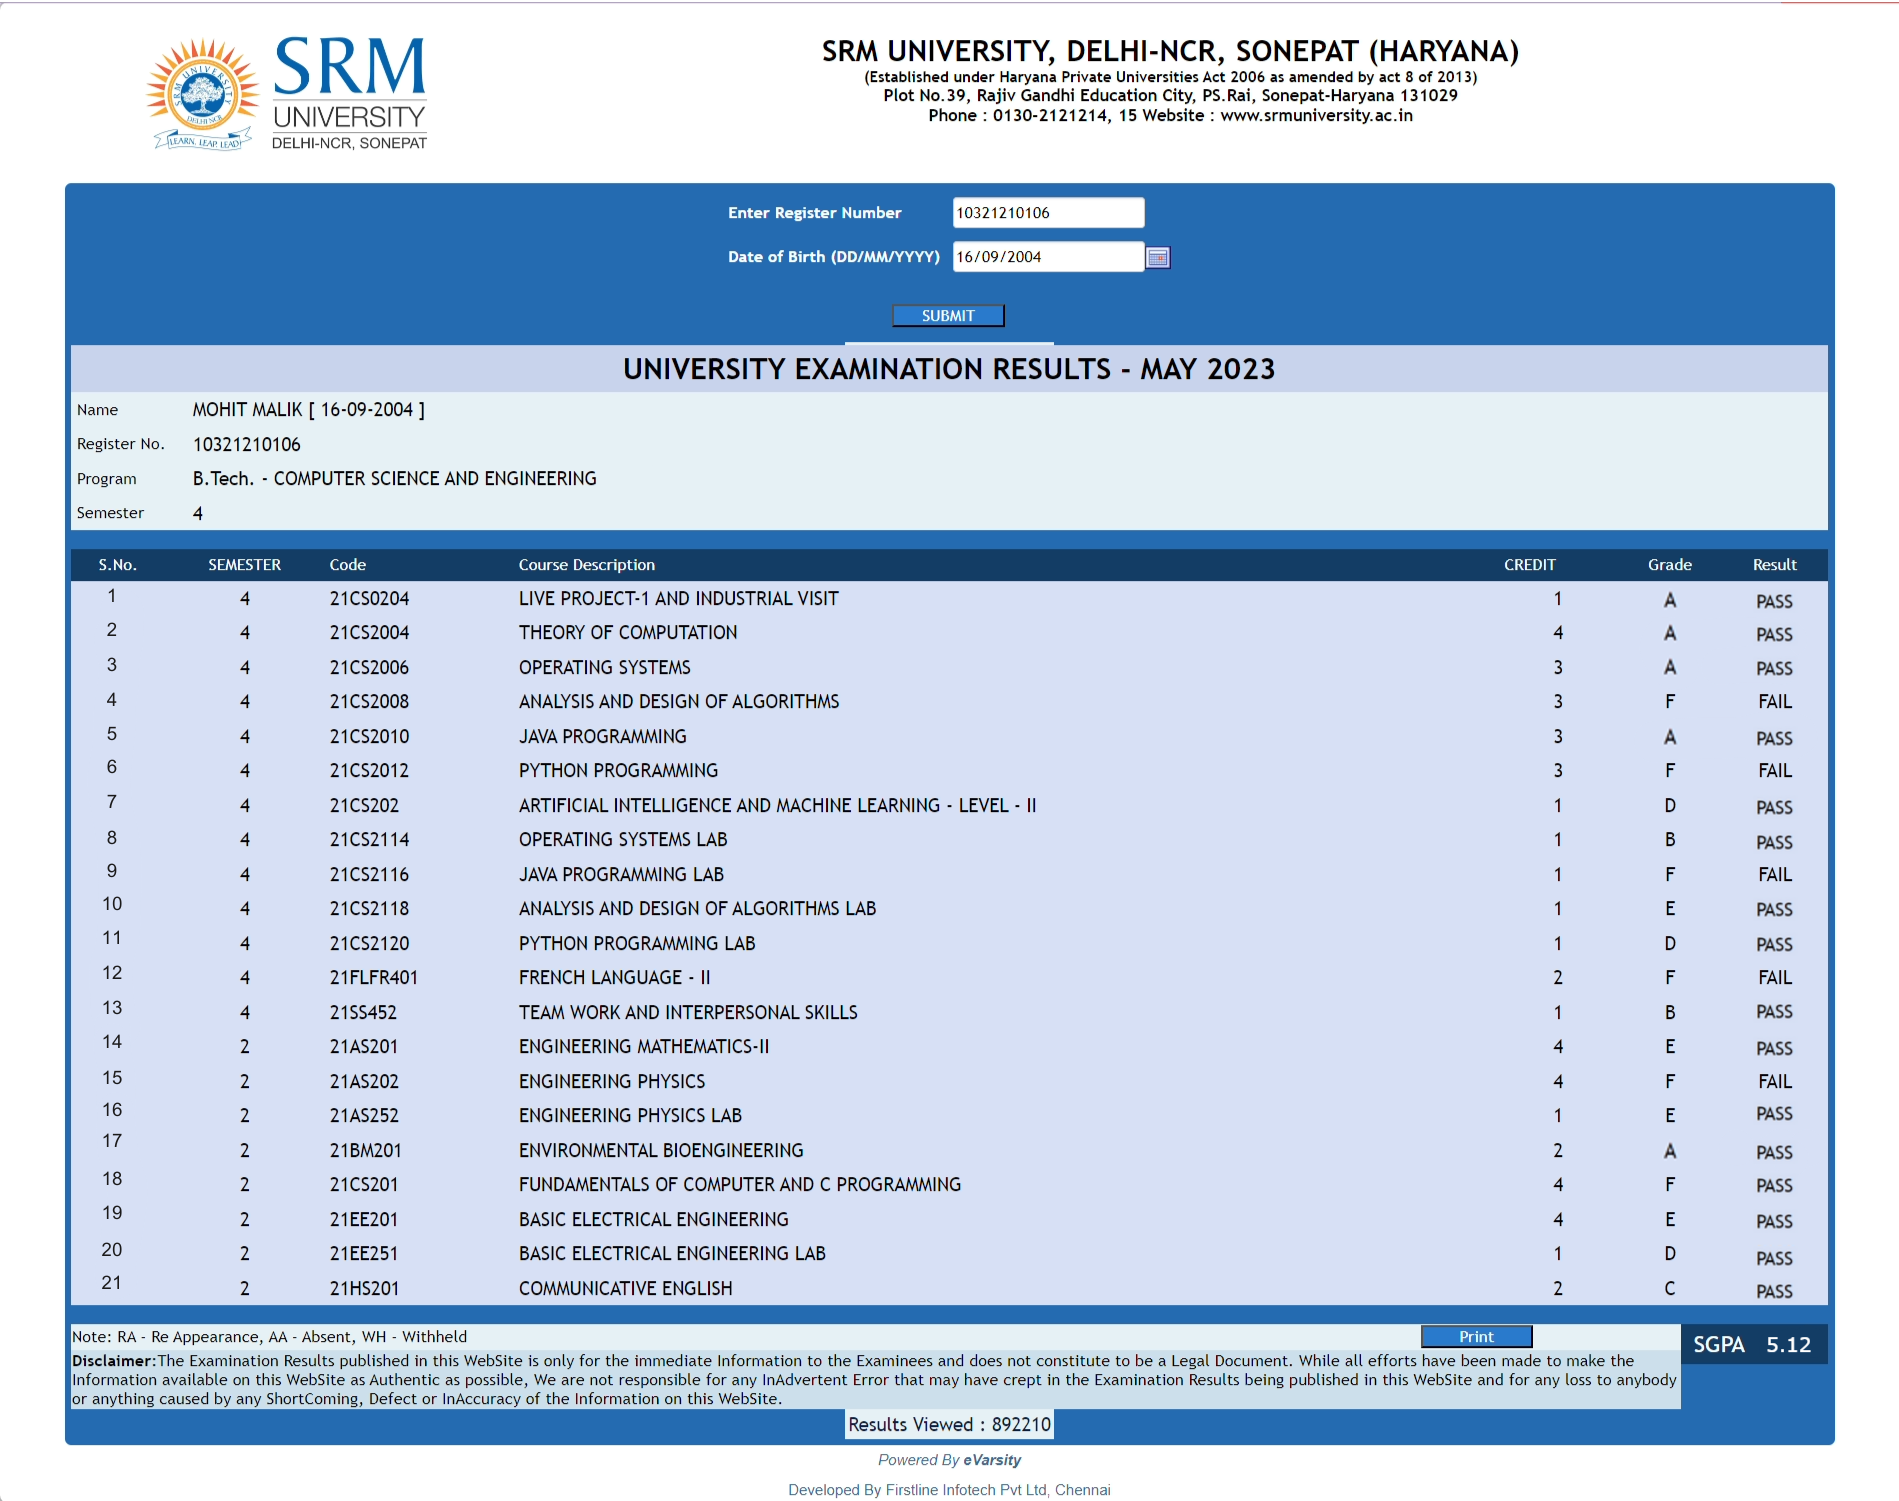 SRM UNIVERSITY, DELHI-NCR, SONEPAT (HARYANA)
(Established under Haryana Private Universities Act 2006 as amended by act 8 of 2013)
Plot No.39, Rajiv Gandhi Education City, PS.Rai, Sonepat-Haryana 131029
Phone : 0130-2121214, 15 Website : www.srmuniversity.ac.in
SRM
UNIVERSITY
DELHI-NCR, SONEPAT
SRM UNIVERSITY
DELHI NCR
LEARN, LEAP, LEAD
Enter Register Number 10321210106
Date of Birth (DD/MM/YYYY) 16/09/2004
SUBMIT
UNIVERSITY EXAMINATION RESULTS - MAY 2023
Name MOHIT MALIK [ 16-09-2004 ]
Register No. 10321210106
Program B.Tech. - COMPUTER SCIENCE AND ENGINEERING
Semester 4
S.No. SEMESTER Code Course Description CREDIT Grade Result
1 4 21CS0204 LIVE PROJECT-1 AND INDUSTRIAL VISIT 1 A PASS
2 4 21CS2004 THEORY OF COMPUTATION 4 A PASS
3 4 21CS2006 OPERATING SYSTEMS 3 A PASS
4 4 21CS2008 ANALYSIS AND DESIGN OF ALGORITHMS 3 F FAIL
5 4 21CS2010 JAVA PROGRAMMING 3 A PASS
6 4 21CS2012 PYTHON PROGRAMMING 3 F FAIL
7 4 21CS202 ARTIFICIAL INTELLIGENCE AND MACHINE LEARNING - LEVEL - II 1 D PASS
8 4 21CS2114 OPERATING SYSTEMS LAB 1 B PASS
9 4 21CS2116 JAVA PROGRAMMING LAB 1 F FAIL
10 4 21CS2118 ANALYSIS AND DESIGN OF ALGORITHMS LAB 1 E PASS
11 4 21CS2120 PYTHON PROGRAMMING LAB 1 D PASS
12 4 21FLFR401 FRENCH LANGUAGE - II 2 F FAIL
13 4 21SS452 TEAM WORK AND INTERPERSONAL SKILLS 1 B PASS
14 2 21AS201 ENGINEERING MATHEMATICS-II 4 E PASS
15 2 21AS202 ENGINEERING PHYSICS 4 F FAIL
16 2 21AS252 ENGINEERING PHYSICS LAB 1 E PASS
17 2 21BM201 ENVIRONMENTAL BIOENGINEERING 2 A PASS
18 2 21CS201 FUNDAMENTALS OF COMPUTER AND C PROGRAMMING 4 F PASS
19 2 21EE201 BASIC ELECTRICAL ENGINEERING 4 E PASS
20 2 21EE251 BASIC ELECTRICAL ENGINEERING LAB 1 D PASS
21 2 21HS201 COMMUNICATIVE ENGLISH 2 C PASS
Note: RA - Re Appearance, AA - Absent, WH - Withheld Print
SGPA 5.12
Disclaimer:The Examination Results published in this WebSite is only for the immediate Information to the Examinees and does not constitute to be a Legal Document. While all efforts have been made to make the
Information available on this WebSite as Authentic as possible, We are not responsible for any InAdvertent Error that may have crept in the Examination Results being published in this WebSite and for any loss to anybody
or anything caused by any ShortComing, Defect or InAccuracy of the Information on this WebSite.
Results Viewed : 892210
Powered By eVarsity
Developed By Firstline Infotech Pvt Ltd, Chennai